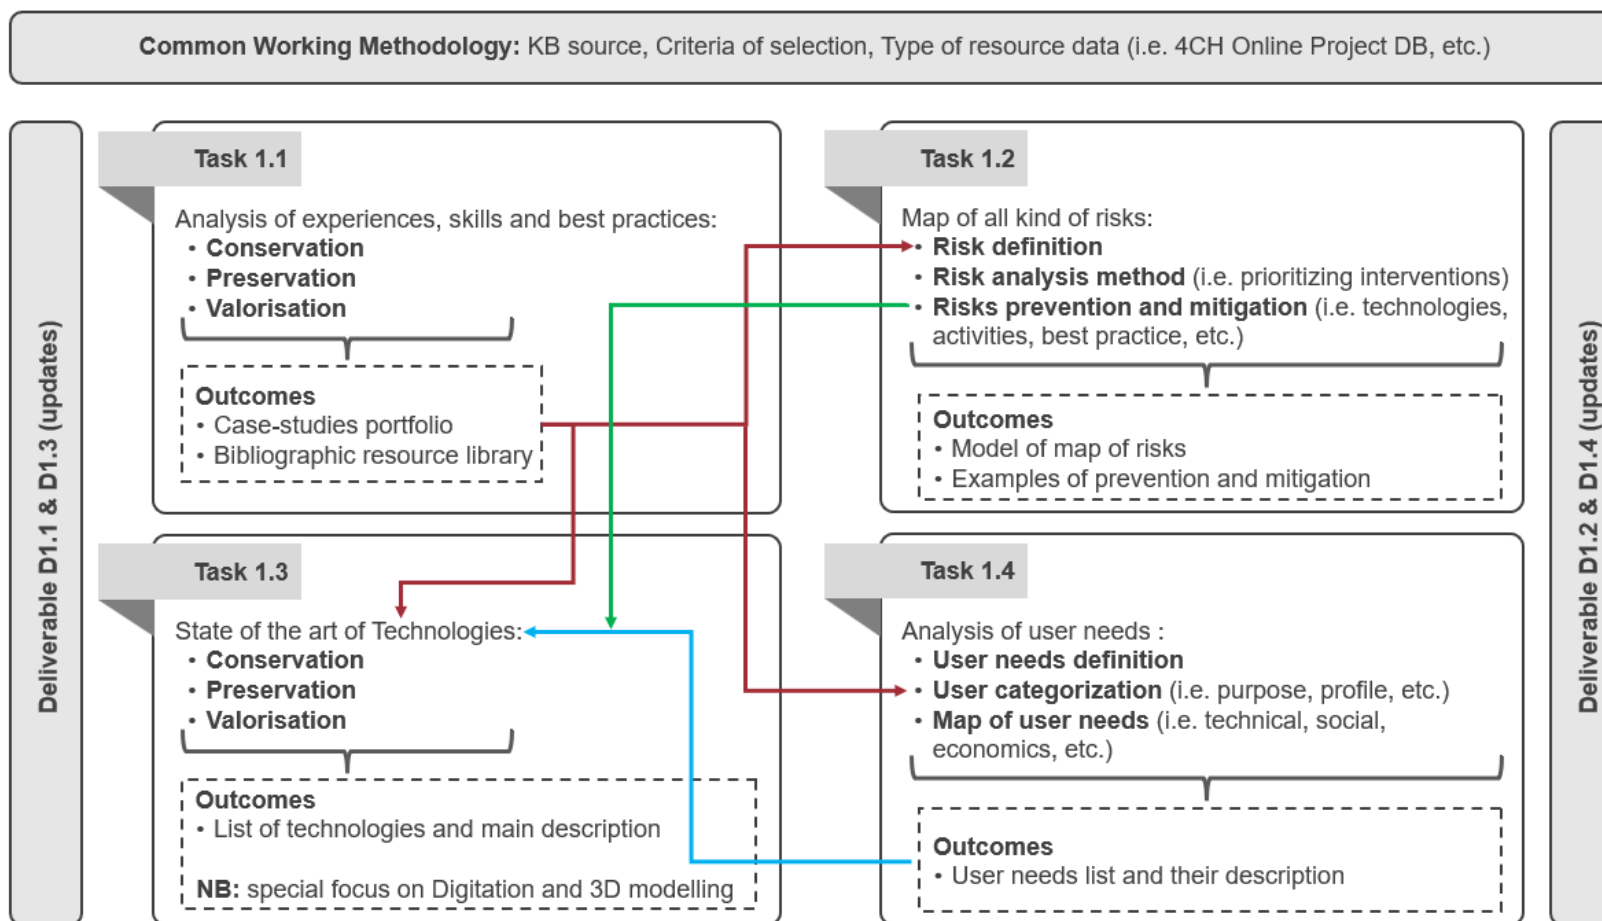 Common Working Methodology: KB source, Criteria of selection, Type of resource data (i.e. 4CH Online Project DB, etc.)
Deliverable D1.1 & D1.3 (updates)
Task 1.1
Analysis of experiences, skills and best practices:
• Conservation
• Preservation
• Valorisation
Outcomes
• Case-studies portfolio
• Bibliographic resource library
Task 1.2
Map of all kind of risks:
• Risk definition
• Risk analysis method (i.e. prioritizing interventions)
• Risks prevention and mitigation (i.e. technologies,
activities, best practice, etc.)
Outcomes
• Model of map of risks
• Examples of prevention and mitigation
Task 1.3
State of the art of Technologies:
• Conservation
• Preservation
• Valorisation
Outcomes
• List of technologies and main description
NB: special focus on Digitation and 3D modelling
Task 1.4
Analysis of user needs :
• User needs definition
• User categorization (i.e. purpose, profile, etc.)
• Map of user needs (i.e. technical, social,
economics, etc.)
Outcomes
• User needs list and their description
Deliverable D1.2 & D1.4 (updates)